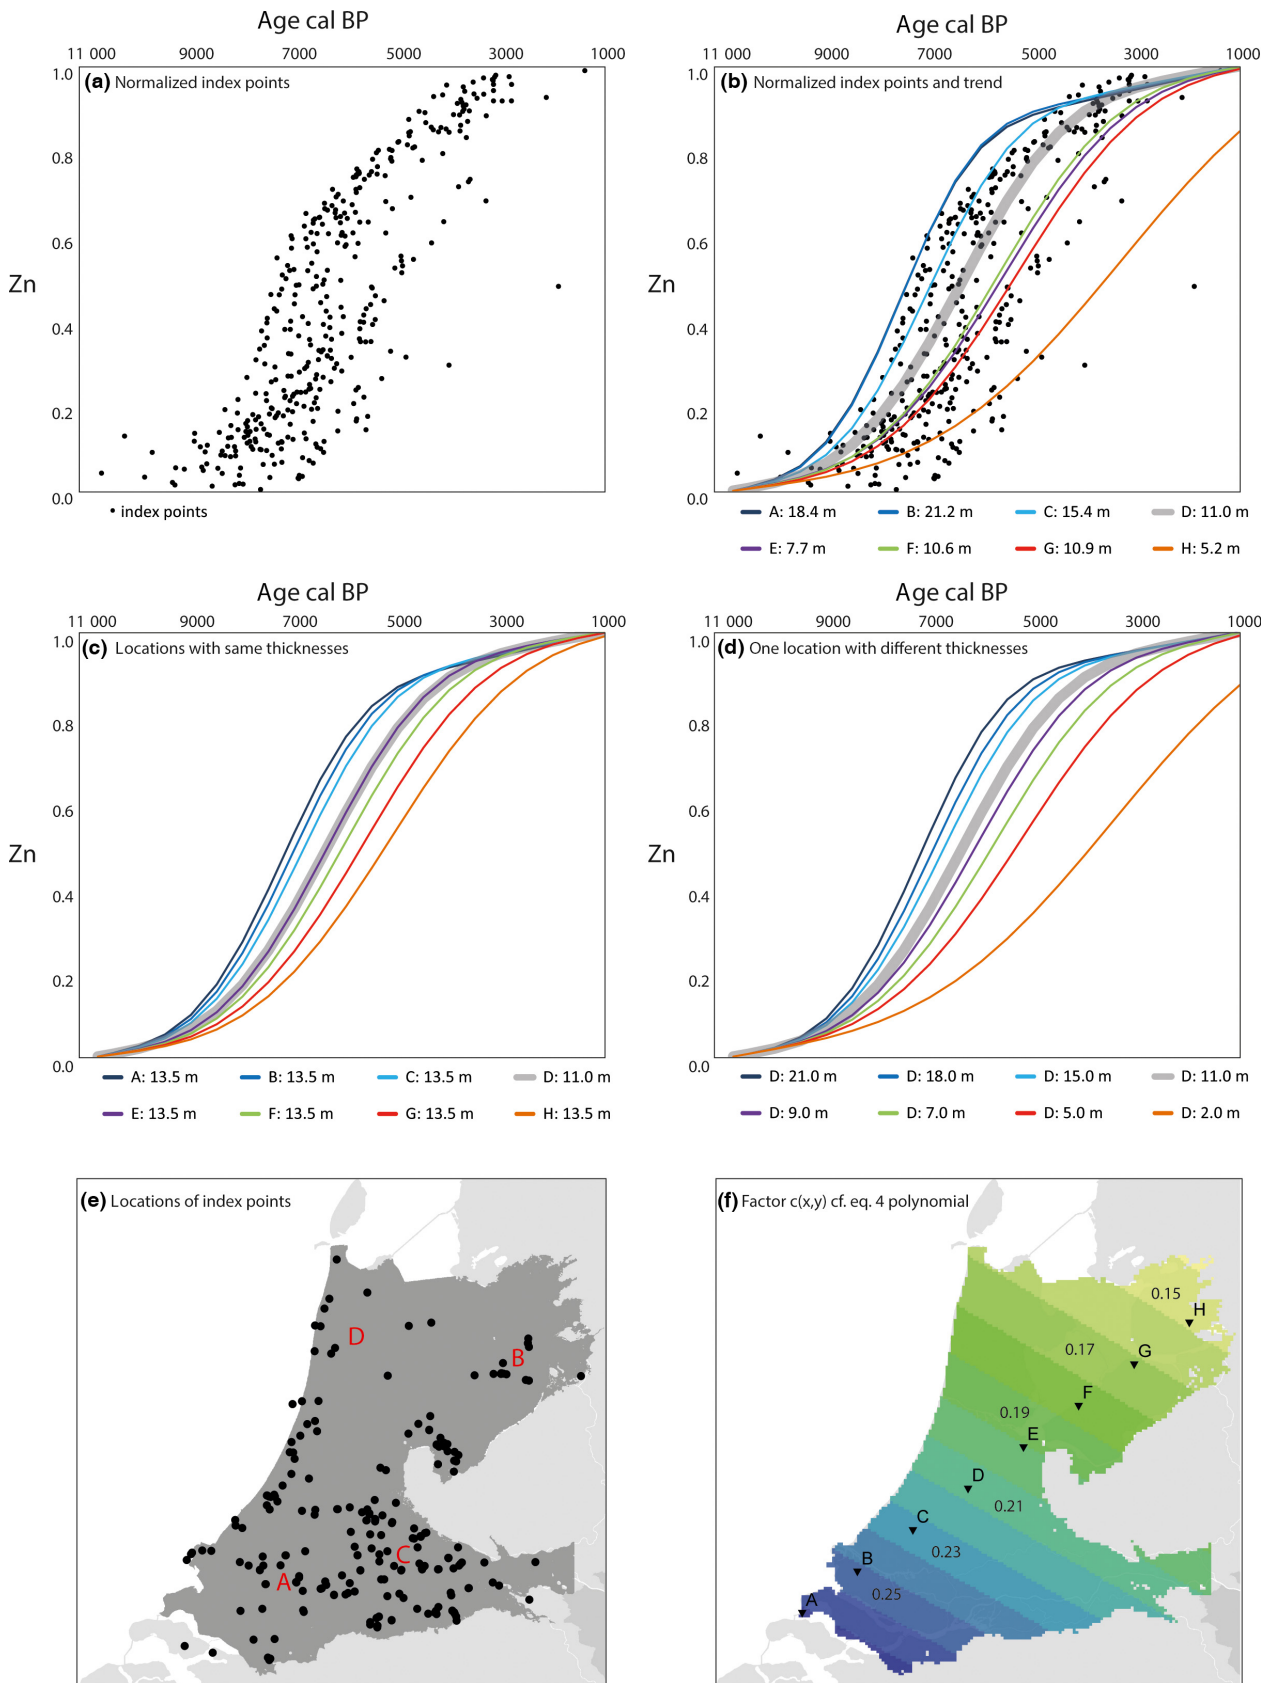 Age cal BP
11 000 9000 7000 5000 3000 1000
(a) Normalized index points
1.0
0.8
0.6
Zn
0.4
0.2
0.0
• index points
Age cal BP
11 000 9000 7000 5000 3000 1000
(b) Normalized index points and trend
1.0
0.8
0.6
Zn
0.4
0.2
0.0
A: 18.4 m B: 21.2 m C: 15.4 m D: 11.0 m
E: 7.7 m F: 10.6 m G: 10.9 m H: 5.2 m
Age cal BP
11 000 9000 7000 5000 3000 1000
(c) Locations with same thicknesses
1.0
0.8
0.6
Zn
0.4
0.2
0.0
A: 13.5 m B: 13.5 m C: 13.5 m D: 11.0 m
E: 13.5 m F: 13.5 m G: 13.5 m H: 13.5 m
Age cal BP
11 000 9000 7000 5000 3000 1000
(d) One location with different thicknesses
1.0
0.8
0.6
Zn
0.4
0.2
0.0
D: 21.0 m D: 18.0 m D: 15.0 m D: 11.0 m
D: 9.0 m D: 7.0 m D: 5.0 m D: 2.0 m
(e) Locations of index points
D
B
C
A
(f) Factor c(x,y) cf. eq. 4 polynomial
0.15
H
0.17
G
F
0.19
E
D
0.21
C
0.23
B
0.25
A